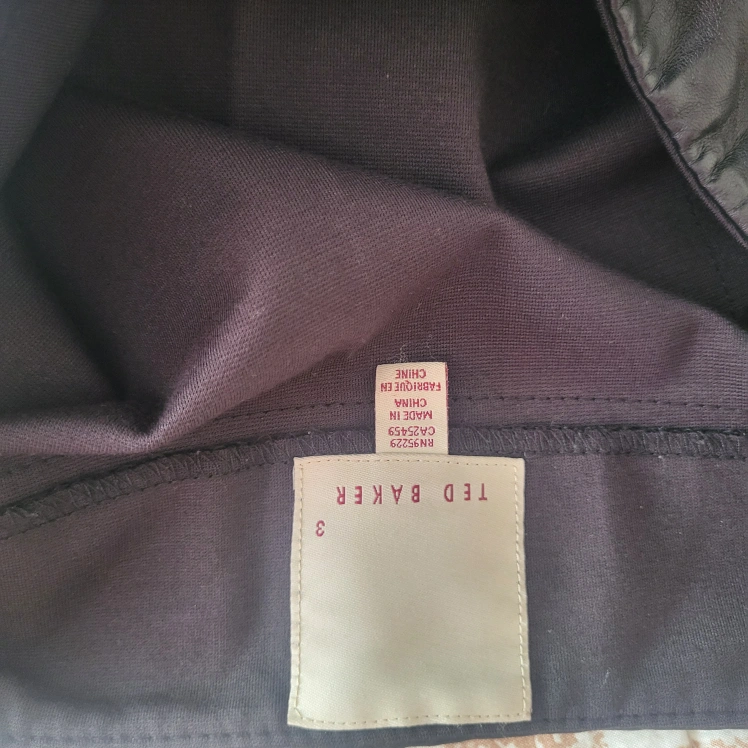 TED BAKER
3
RN95229
CA25459
MADE IN
CHINA
FABRIQUE EN
CHINE